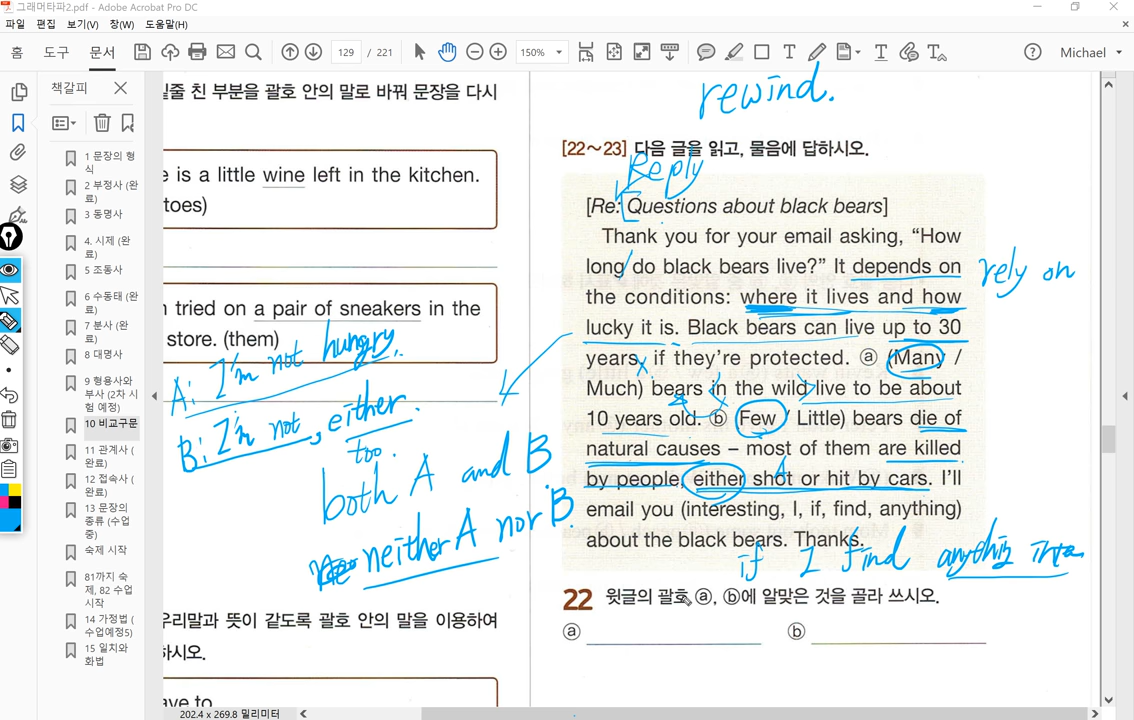 그래머타파2.pdf - Adobe Acrobat Pro DC
파일 편집 보기(V) 창(W) 도움말(H)
홈 도구 문서 129 / 221 150% Michael
책갈피
1 문장의 형식
2 부정사 (완료)
3 동명사
4. 시제 (완료)
5 조동사
6 수동태 (완료)
7 분사 (완료)
8 대명사
9 형용사와 부사 (2차 시험 예정)
10 비교구문
11 관계사 (완료)
12 접속사 (완료)
13 문장의 종류 (수업중)
숙제 시작
81까지 숙제, 82 수업 시작
14 가정법 (수업예정5)
15 일치와 화법
밑줄 친 부분을 괄호 안의 말로 바꿔 문장을 다시
e is a little wine left in the kitchen.
toes)
tried on a pair of sneakers in the
store. (them)
A: I'm not hungry.
B: I'm not, either.
too.
both A and B
neither A nor B.
우리말과 뜻이 같도록 괄호 안의 말을 이용하여
하시오.
ave to
rewind.
[22~23] 다음 글을 읽고, 물음에 답하시오.
Reply
[Re: Questions about black bears]
Thank you for your email asking, “How
long do black bears live?” It depends on
rely on
the conditions: where it lives and how
lucky it is. Black bears can live up to 30
years if they’re protected. ⓐ (Many /
Much) bears in the wild live to be about
10 years old. ⓑ (Few / Little) bears die of
natural causes – most of them are killed
by people, either shot or hit by cars. I’ll
email you (interesting, I, if, find, anything)
about the black bears. Thanks.
if I find anything
22 윗글의 괄호 ⓐ, ⓑ에 알맞은 것을 골라 쓰시오.
ⓐ ⓑ
202.4 x 269.8 밀리미터